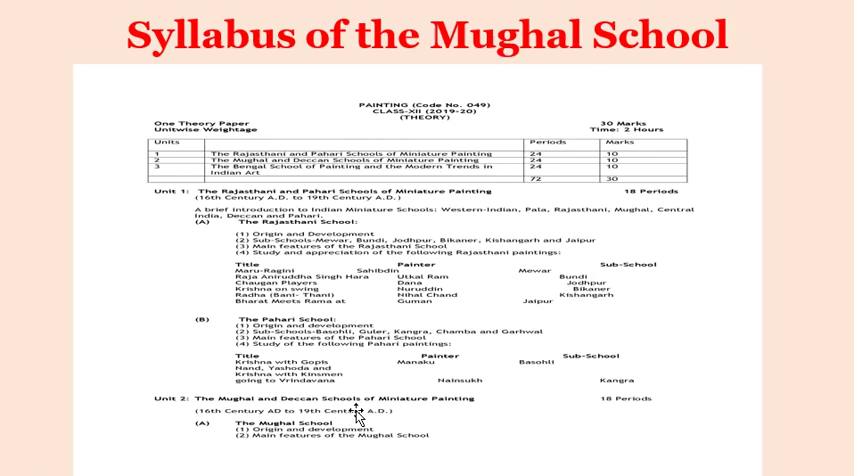 Syllabus of the Mughal School
PAINTING (Code No. 049)
CLASS-XII (2019-20)
(THEORY)
One Theory Paper 30 Marks
Unitwise Weightage Time: 2 Hours
Units Periods Marks
1 The Rajasthani and Pahari Schools of Miniature Painting 24 10
2 The Mughal and Deccan Schools of Miniature Painting 24 10
3 The Bengal School of Painting and the Modern Trends in 24 10
Indian Art
72 30
Unit 1: The Rajasthani and Pahari Schools of Miniature Painting 18 Periods
(16th Century A.D. to 19th Century A.D.)
A brief introduction to Indian Miniature Schools: Western-Indian, Pala, Rajasthani, Mughal, Central
India, Deccan and Pahari.
(A) The Rajasthani School:
(1) Origin and Development
(2) Sub-Schools-Mewar, Bundi, Jodhpur, Bikaner, Kishangarh and Jaipur
(3) Main features of the Rajasthani School
(4) Study and appreciation of the following Rajasthani paintings:
Title Painter Sub-School
Maru-Ragini Sahibdin Mewar
Raja Aniruddha Singh Hara Utkal Ram Bundi
Chaugan Players Dana Jodhpur
Krishna on swing Nuruddin Bikaner
Radha (Bani- Thani) Nihal Chand Kishangarh
Bharat Meets Rama at Guman Jaipur
(B) The Pahari School:
(1) Origin and development
(2) Sub-Schools-Basohli, Guler, Kangra, Chamba and Garhwal
(3) Main features of the Pahari School
(4) Study of the following Pahari paintings:
Title Painter Sub-School
Krishna with Gopis Manaku Basohli
Nand, Yashoda and
Krishna with Kinsmen
going to Vrindavana Nainsukh Kangra
Unit 2: The Mughal and Deccan Schools of Miniature Painting 18 Periods
(16th Century AD to 19th Century A.D.)
(A) The Mughal School
(1) Origin and development
(2) Main features of the Mughal School